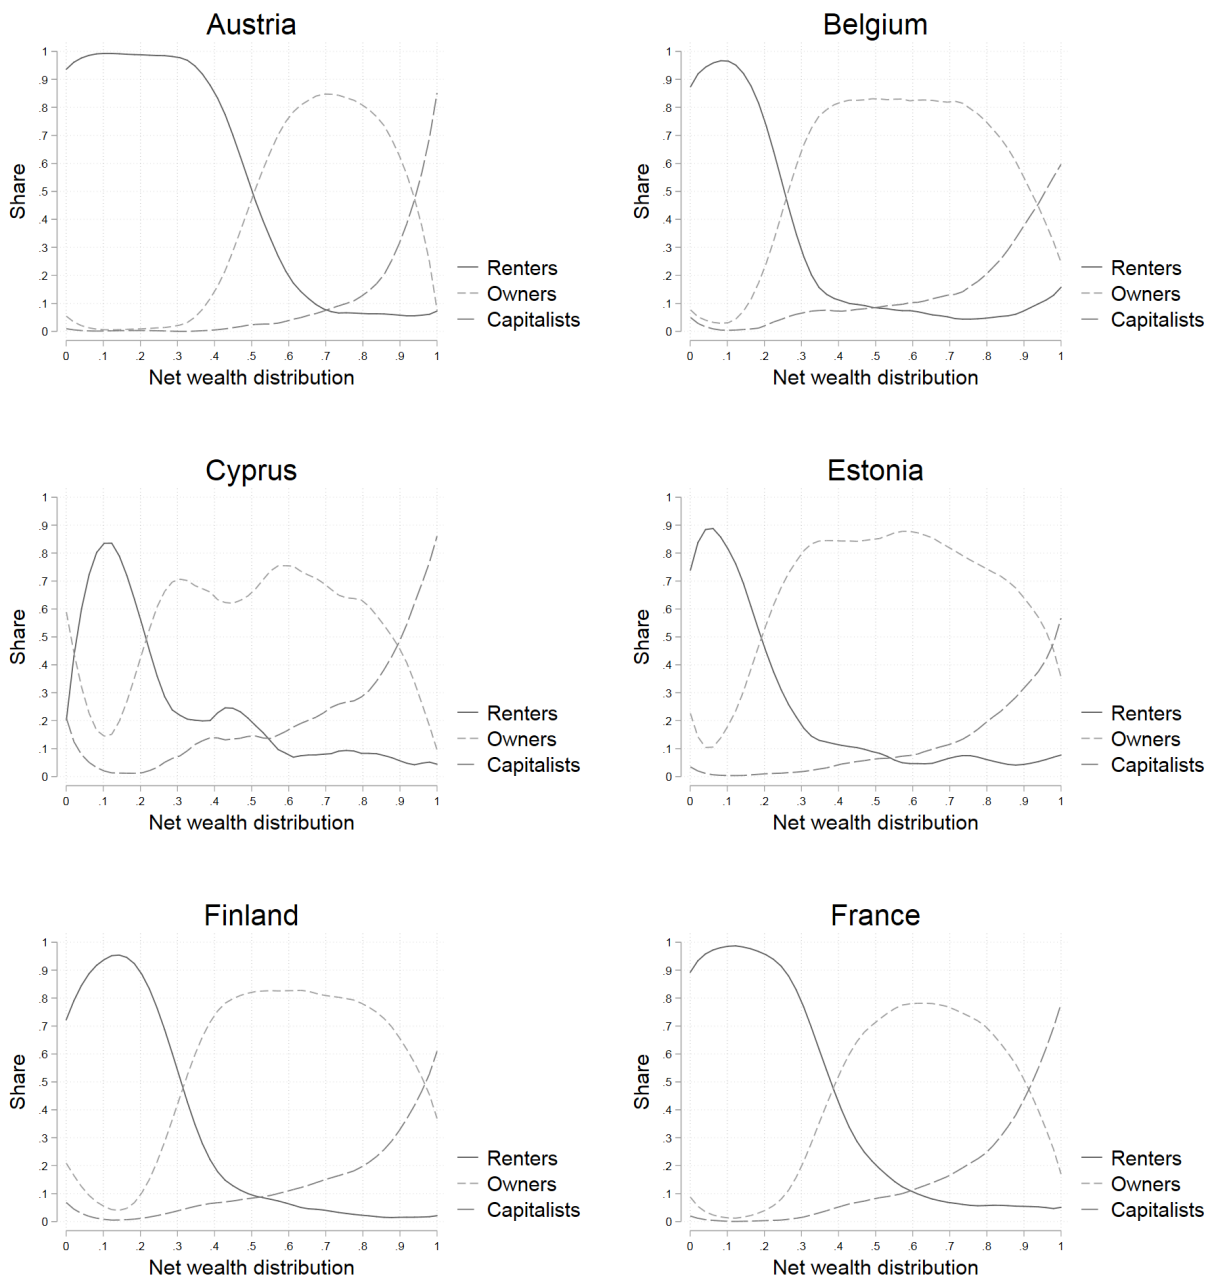 Austria
1
.9
.8
.7
.6
.5
.4
.3
.2
.1
0
Share
0 .1 .2 .3 .4 .5 .6 .7 .8 .9 1
Net wealth distribution
Renters
Owners
Capitalists
Belgium
1
.9
.8
.7
.6
.5
.4
.3
.2
.1
0
Share
0 .1 .2 .3 .4 .5 .6 .7 .8 .9 1
Net wealth distribution
Renters
Owners
Capitalists
Cyprus
1
.9
.8
.7
.6
.5
.4
.3
.2
.1
0
Share
0 .1 .2 .3 .4 .5 .6 .7 .8 .9 1
Net wealth distribution
Renters
Owners
Capitalists
Estonia
1
.9
.8
.7
.6
.5
.4
.3
.2
.1
0
Share
0 .1 .2 .3 .4 .5 .6 .7 .8 .9 1
Net wealth distribution
Renters
Owners
Capitalists
Finland
1
.9
.8
.7
.6
.5
.4
.3
.2
.1
0
Share
0 .1 .2 .3 .4 .5 .6 .7 .8 .9 1
Net wealth distribution
Renters
Owners
Capitalists
France
1
.9
.8
.7
.6
.5
.4
.3
.2
.1
0
Share
0 .1 .2 .3 .4 .5 .6 .7 .8 .9 1
Net wealth distribution
Renters
Owners
Capitalists